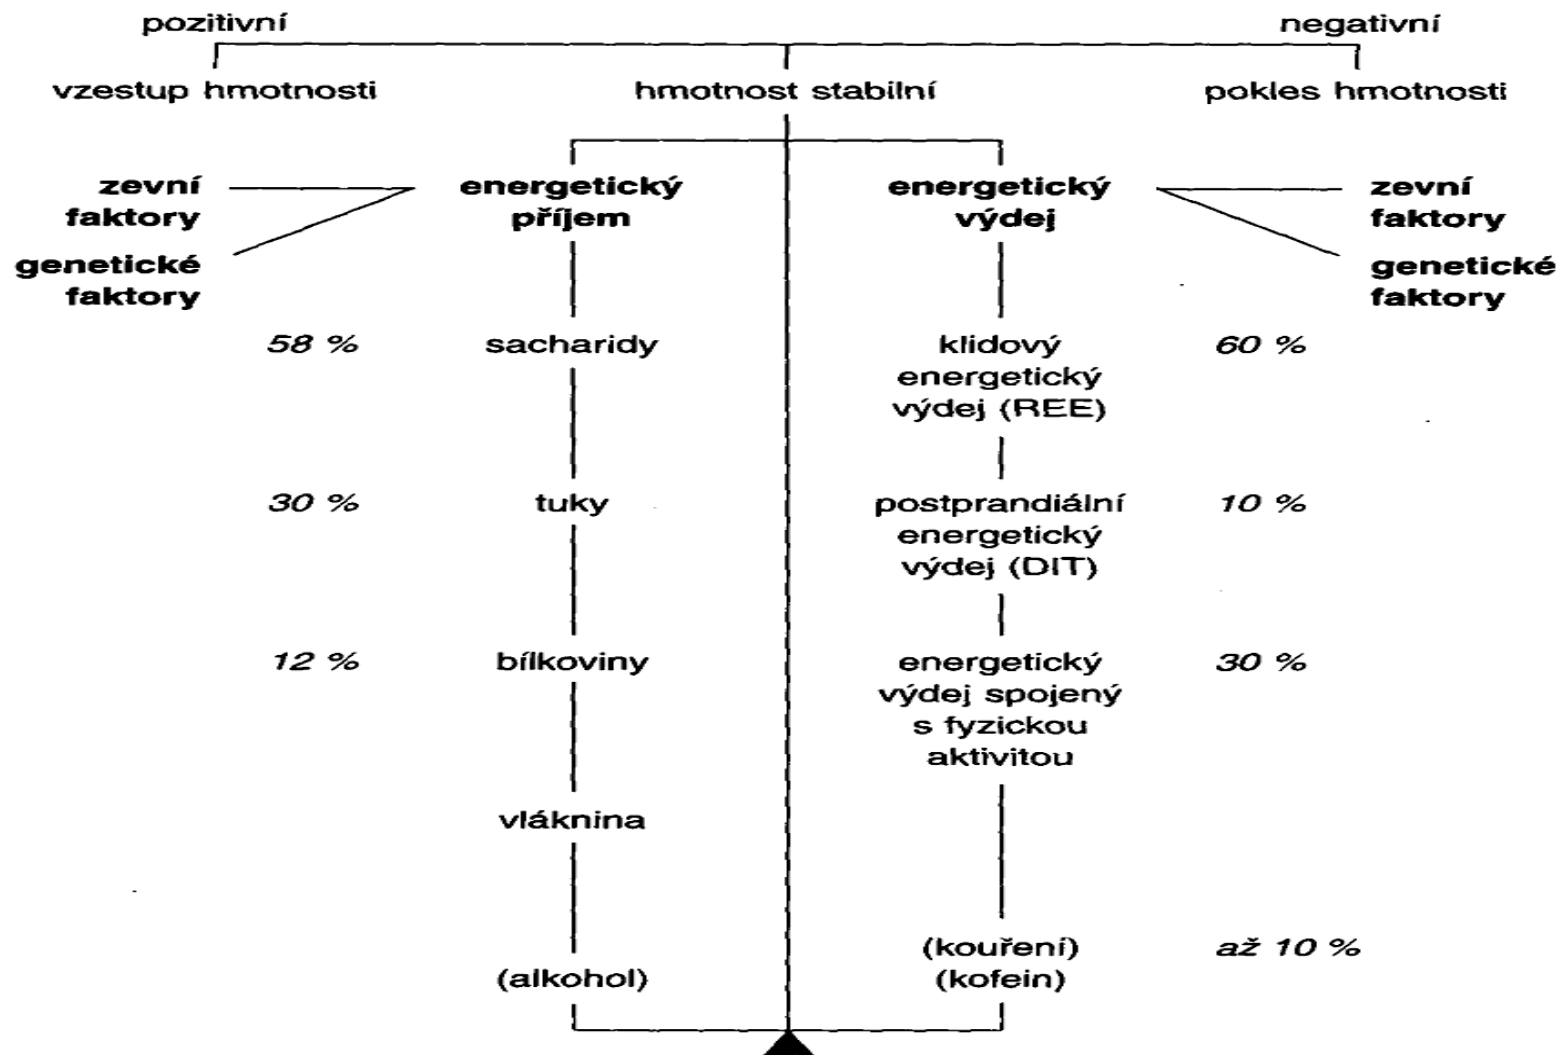 pozitivní
negativní
vzestup hmotnosti
hmotnost stabilní
pokles hmotnosti
zevní
faktory
genetické
faktory
energetický
příjem
energetický
výdej
zevní
faktory
genetické
faktory
58 %
sacharidy
klidový
energetický
výdej (REE)
60 %
30 %
tuky
postprandiální
energetický
výdej (DIT)
10 %
12 %
bílkoviny
energetický
výdej spojený
s fyzickou
aktivitou
30 %
vláknina
(alkohol)
(kouření)
(kofein)
až 10 %